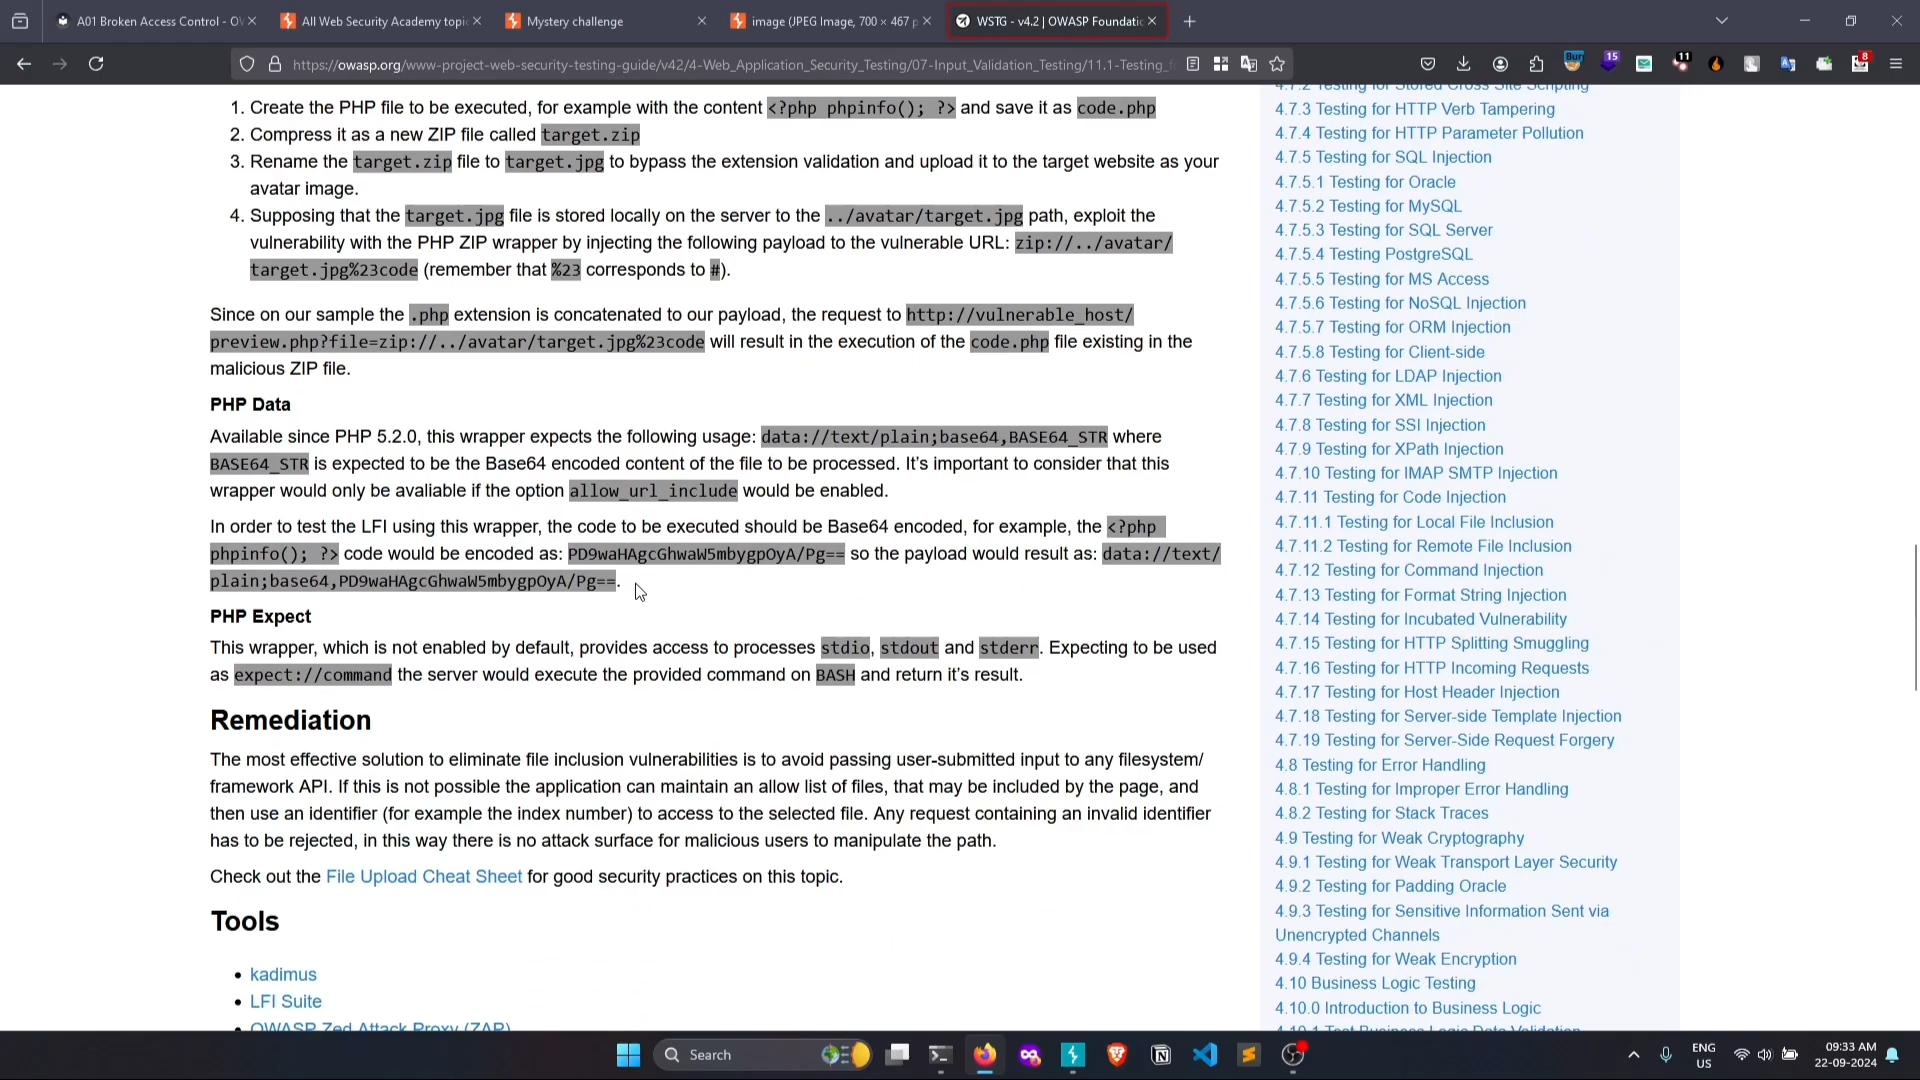 A01 Broken Access Control - OV
All Web Security Academy topi
Mystery challenge
image (JPEG Image, 700 × 467 p
WSTG - v4.2 | OWASP Foundatio
https://owasp.org/www-project-web-security-testing-guide/v42/4-Web_Application_Security_Testing/07-Input_Validation_Testing/11.1-Testing_f
15
11
8
1. Create the PHP file to be executed, for example with the content <?php phpinfo(); ?> and save it as code.php
2. Compress it as a new ZIP file called target.zip
3. Rename the target.zip file to target.jpg to bypass the extension validation and upload it to the target website as your
avatar image.
4. Supposing that the target.jpg file is stored locally on the server to the ../avatar/target.jpg path, exploit the
vulnerability with the PHP ZIP wrapper by injecting the following payload to the vulnerable URL: zip://../avatar/
target.jpg%23code (remember that %23 corresponds to #).
Since on our sample the .php extension is concatenated to our payload, the request to http://vulnerable_host/
preview.php?file=zip://../avatar/target.jpg%23code will result in the execution of the code.php file existing in the
malicious ZIP file.
PHP Data
Available since PHP 5.2.0, this wrapper expects the following usage: data://text/plain;base64,BASE64_STR where
BASE64_STR is expected to be the Base64 encoded content of the file to be processed. It’s important to consider that this
wrapper would only be avaliable if the option allow_url_include would be enabled.
In order to test the LFI using this wrapper, the code to be executed should be Base64 encoded, for example, the <?php
phpinfo(); ?> code would be encoded as: PD9waHAgcGhwaW5mbygpOyA/Pg== so the payload would result as: data://text/
plain;base64,PD9waHAgcGhwaW5mbygpOyA/Pg==.
PHP Expect
This wrapper, which is not enabled by default, provides access to processes stdio, stdout and stderr. Expecting to be used
as expect://command the server would execute the provided command on BASH and return it’s result.
Remediation
The most effective solution to eliminate file inclusion vulnerabilities is to avoid passing user-submitted input to any filesystem/
framework API. If this is not possible the application can maintain an allow list of files, that may be included by the page, and
then use an identifier (for example the index number) to access to the selected file. Any request containing an invalid identifier
has to be rejected, in this way there is no attack surface for malicious users to manipulate the path.
Check out the File Upload Cheat Sheet for good security practices on this topic.
Tools
• kadimus
• LFI Suite
• OWASP Zed Attack Proxy (ZAP)
4.7.2 Testing for Stored Cross Site Scripting
4.7.3 Testing for HTTP Verb Tampering
4.7.4 Testing for HTTP Parameter Pollution
4.7.5 Testing for SQL Injection
4.7.5.1 Testing for Oracle
4.7.5.2 Testing for MySQL
4.7.5.3 Testing for SQL Server
4.7.5.4 Testing PostgreSQL
4.7.5.5 Testing for MS Access
4.7.5.6 Testing for NoSQL Injection
4.7.5.7 Testing for ORM Injection
4.7.5.8 Testing for Client-side
4.7.6 Testing for LDAP Injection
4.7.7 Testing for XML Injection
4.7.8 Testing for SSI Injection
4.7.9 Testing for XPath Injection
4.7.10 Testing for IMAP SMTP Injection
4.7.11 Testing for Code Injection
4.7.11.1 Testing for Local File Inclusion
4.7.11.2 Testing for Remote File Inclusion
4.7.12 Testing for Command Injection
4.7.13 Testing for Format String Injection
4.7.14 Testing for Incubated Vulnerability
4.7.15 Testing for HTTP Splitting Smuggling
4.7.16 Testing for HTTP Incoming Requests
4.7.17 Testing for Host Header Injection
4.7.18 Testing for Server-side Template Injection
4.7.19 Testing for Server-Side Request Forgery
4.8 Testing for Error Handling
4.8.1 Testing for Improper Error Handling
4.8.2 Testing for Stack Traces
4.9 Testing for Weak Cryptography
4.9.1 Testing for Weak Transport Layer Security
4.9.2 Testing for Padding Oracle
4.9.3 Testing for Sensitive Information Sent via
Unencrypted Channels
4.9.4 Testing for Weak Encryption
4.10 Business Logic Testing
4.10.0 Introduction to Business Logic
4.10.1 Test Business Logic Data Validation
Search
ENG
US
09:33 AM
22-09-2024